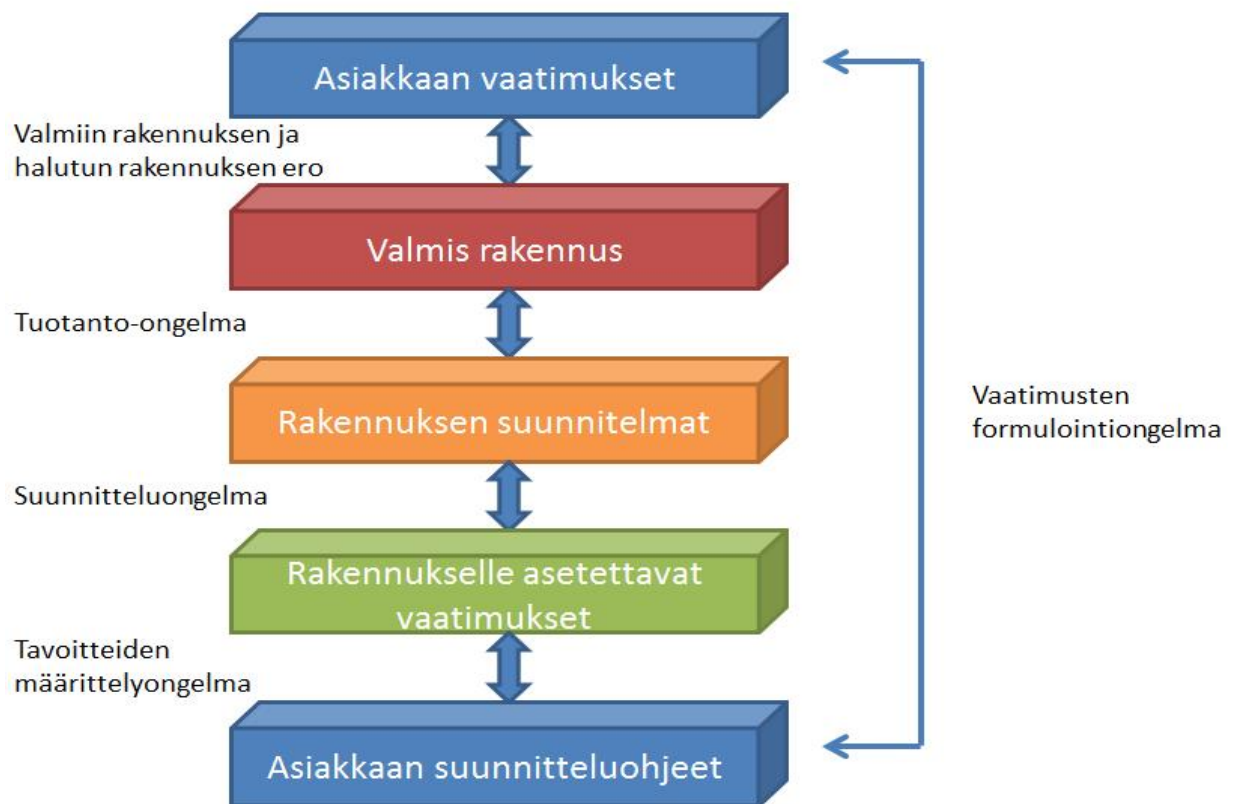 Asiakkaan vaatimukset
Valmiin rakennuksen ja
halutun rakennuksen ero
Valmis rakennus
Tuotanto-ongelma
Rakennuksen suunnitelmat
Vaatimusten
formulointiongelma
Suunnitteluongelma
Rakennukselle asetettavat
vaatimukset
Tavoitteiden
määrittelyongelma
Asiakkaan suunnitteluohjeet